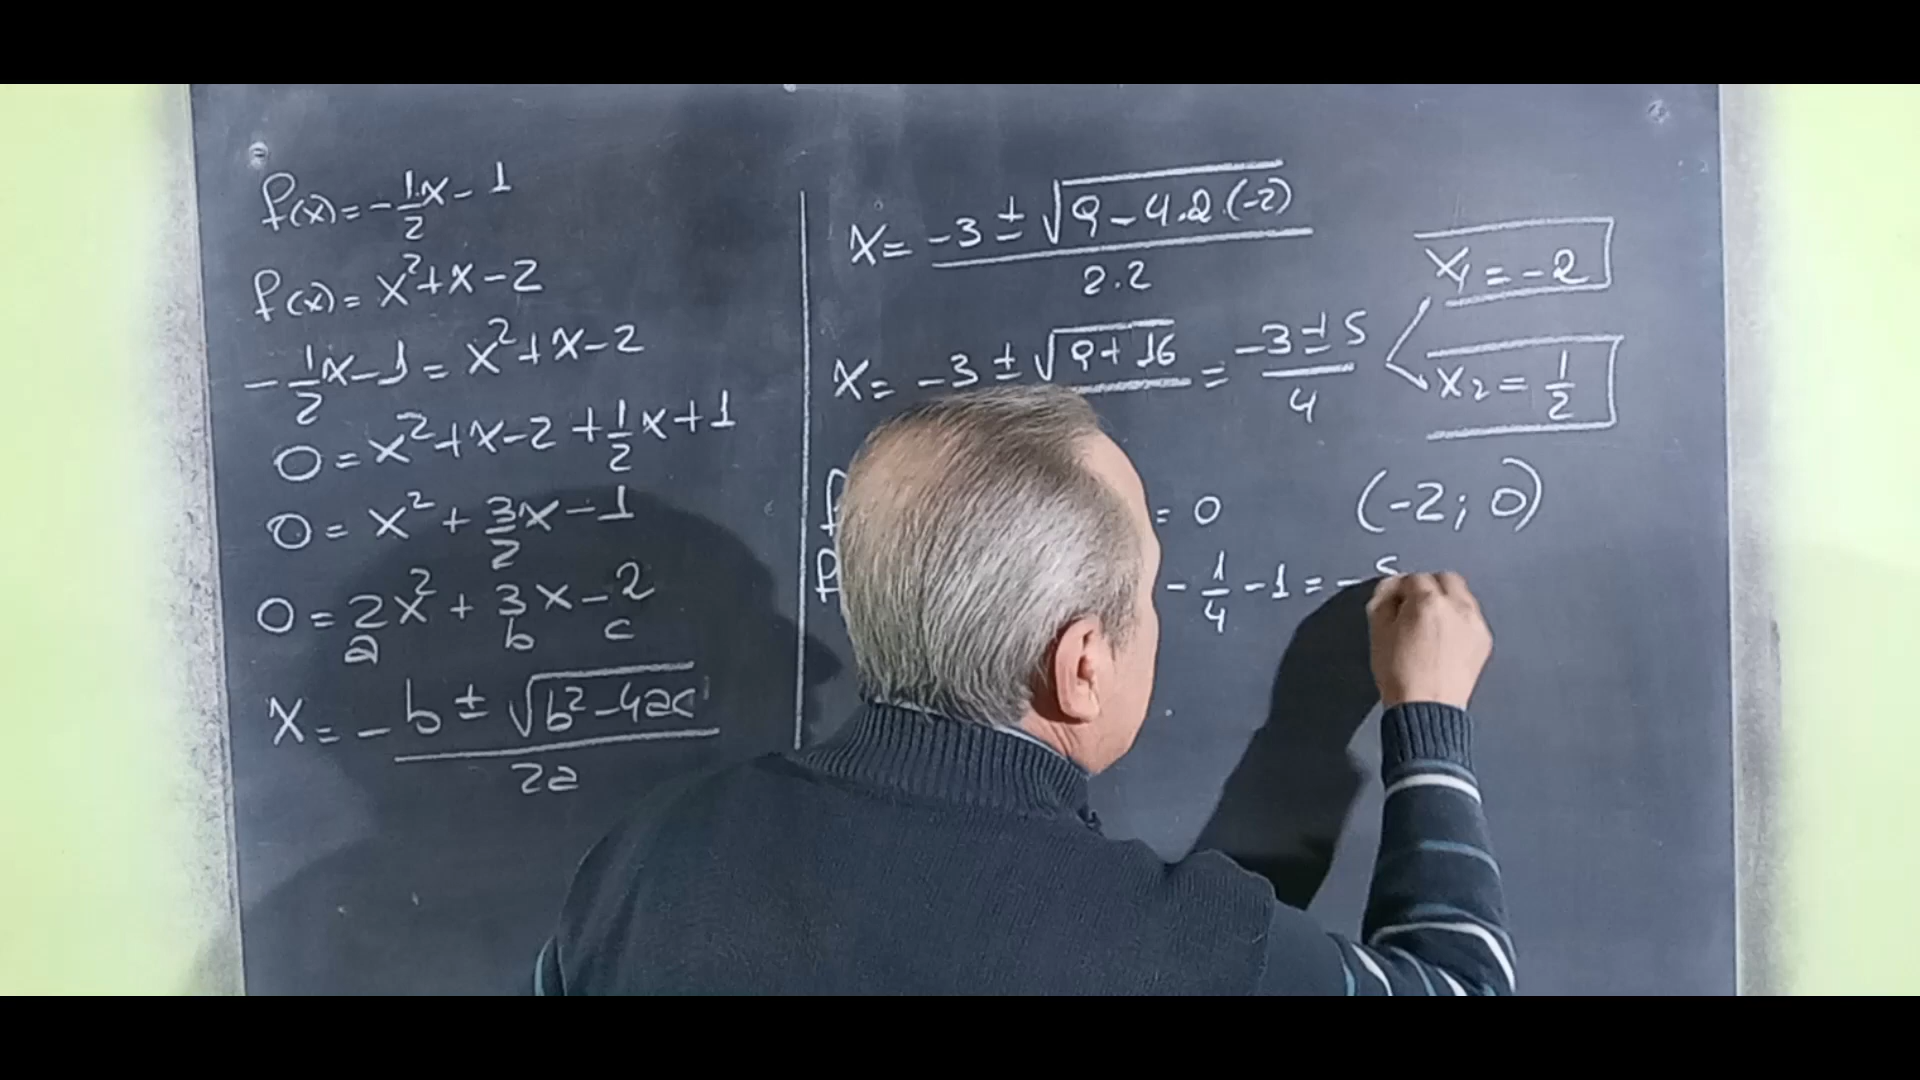 f(x) = -1/2x - 1
f(x) = x² + x - 2
-1/2x - 1 = x² + x - 2
0 = x² + x - 2 + 1/2x + 1
0 = x² + 3/2x - 1
0 = 2x² + 3x - 2
a b c
x = -b ± √(b² - 4ac) / 2a
x = -3 ± √(9 - 4.2.(-2)) / 2.2
x = -3 ± √(9 + 16) = -3 ± 5 / 4
x₁ = -2
x₂ = 1/2
= 0 (-2; 0)
-1/4 - 1 = -5